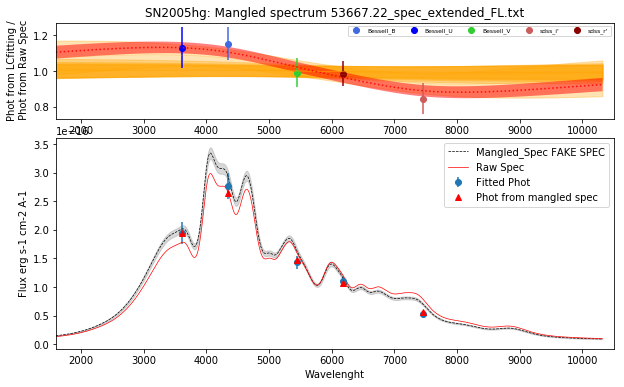 SN2005hg: Mangled spectrum 53667.22_spec_extended_FL.txt
Phot from LCfitting /
Phot from Raw Spec
1.2
1.0
0.8
Bessell_B
Bessell_U
Bessell_V
sdss_i'
sdss_r'
2000 3000 4000 5000 6000 7000 8000 9000 10000
Flux erg s-1 cm-2 A-1
3.5
3.0
2.5
2.0
1.5
1.0
0.5
0.0
Mangled_Spec FAKE SPEC
Raw Spec
Fitted Phot
Phot from mangled spec
2000 3000 4000 5000 6000 7000 8000 9000 10000
Wavelenght